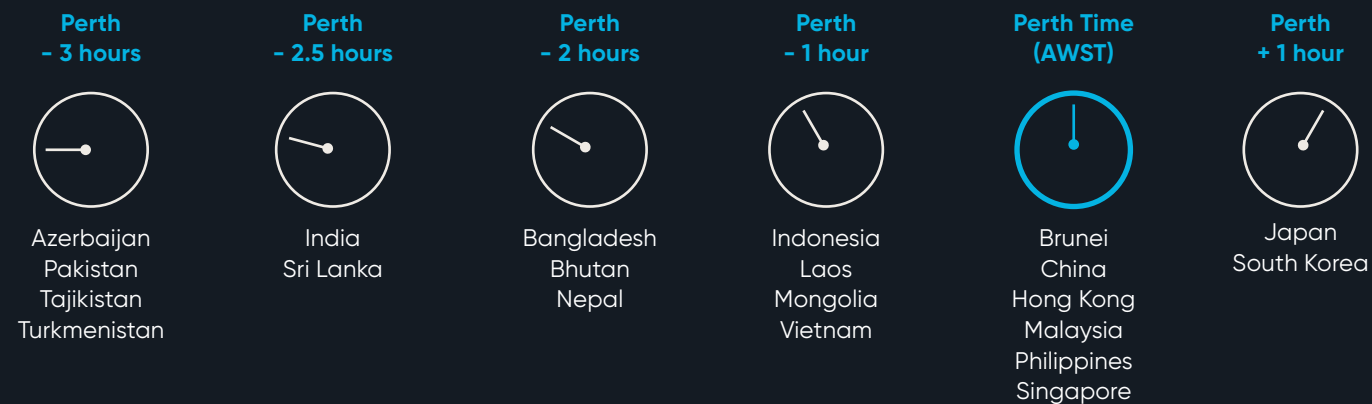 Perth
- 3 hours
Azerbaijan
Pakistan
Tajikistan
Turkmenistan
Perth
- 2.5 hours
India
Sri Lanka
Perth
- 2 hours
Bangladesh
Bhutan
Nepal
Perth
- 1 hour
Indonesia
Laos
Mongolia
Vietnam
Perth Time
(AWST)
Brunei
China
Hong Kong
Malaysia
Philippines
Singapore
Perth
+ 1 hour
Japan
South Korea